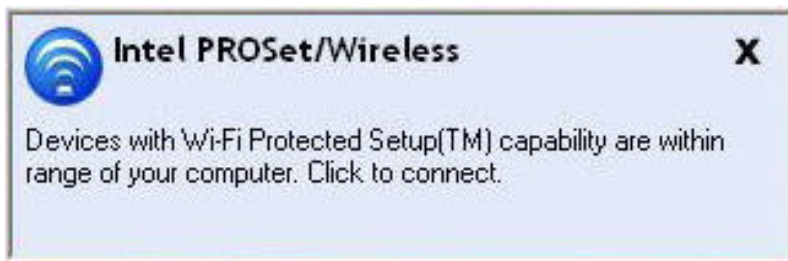 Intel PROSet/Wireless X
Devices with Wi-Fi Protected Setup(TM) capability are within
range of your computer. Click to connect.